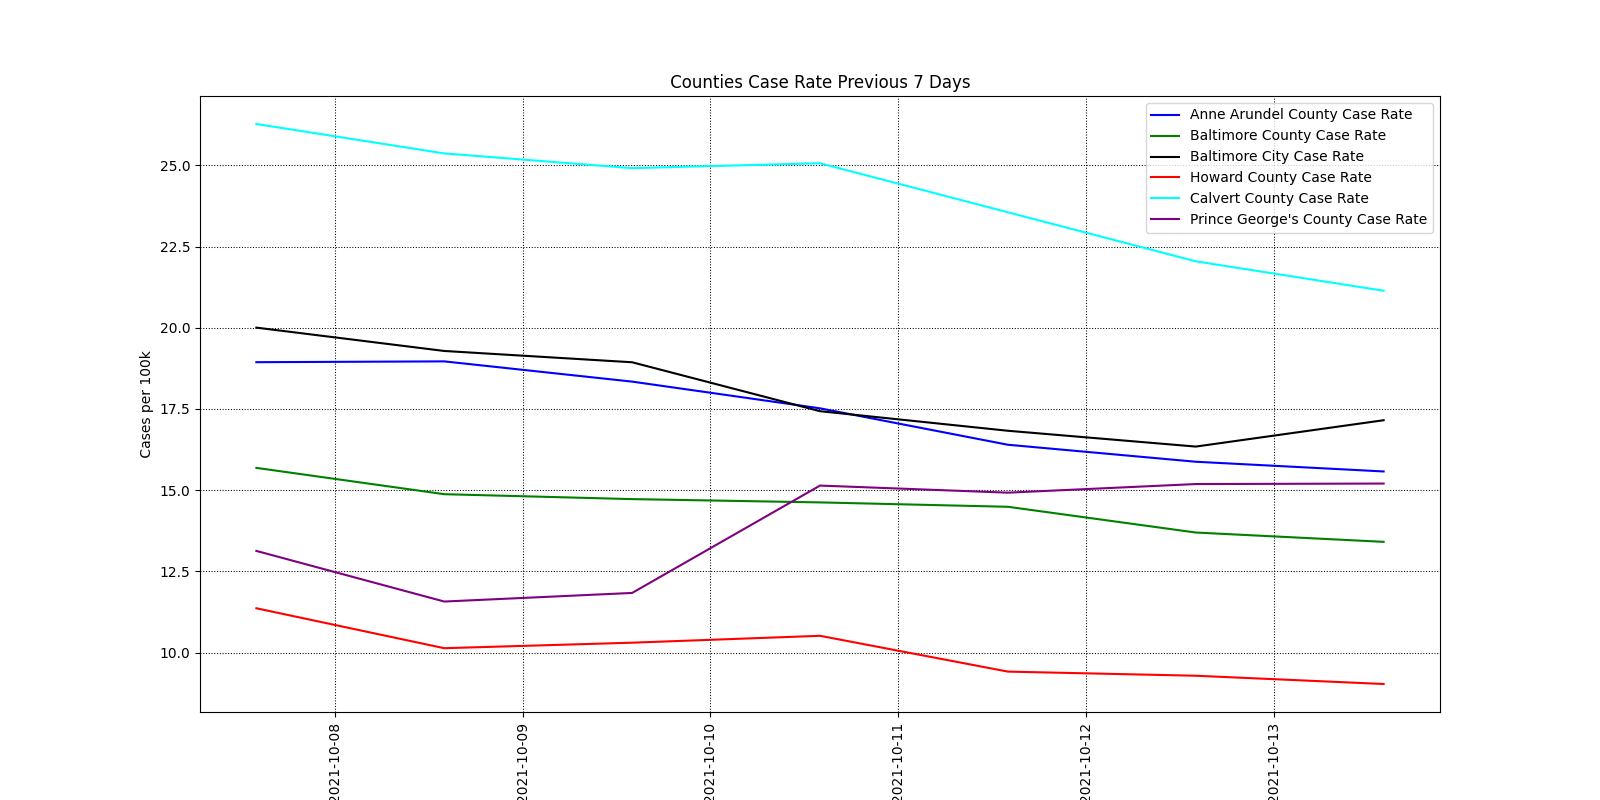 Counties Case Rate Previous 7 Days
Anne Arundel County Case Rate
Baltimore County Case Rate
Baltimore City Case Rate
Howard County Case Rate
Calvert County Case Rate
Prince George's County Case Rate
Cases per 100k
25.0
22.5
20.0
17.5
15.0
12.5
10.0
2021-10-08
2021-10-09
2021-10-10
2021-10-11
2021-10-12
2021-10-13